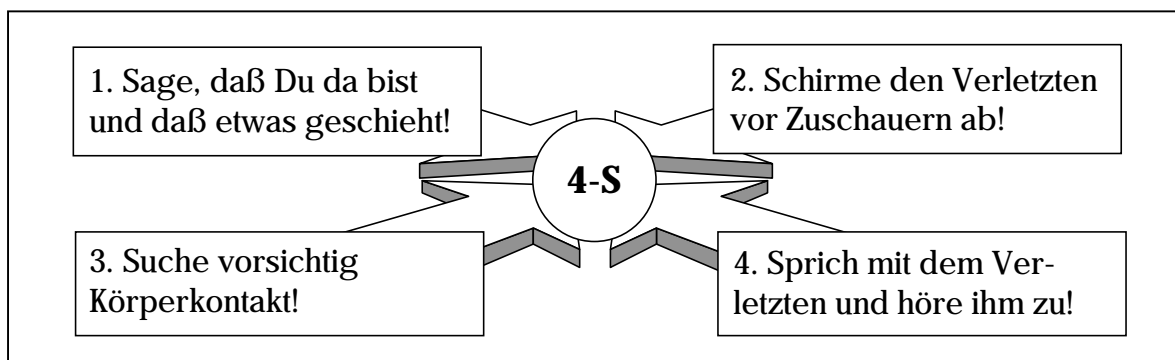 1. Sage, daß Du da bist
und daß etwas geschieht!
2. Schirme den Verletzten
vor Zuschauern ab!
4-S
3. Suche vorsichtig
Körperkontakt!
4. Sprich mit dem Ver-
letzten und höre ihm zu!